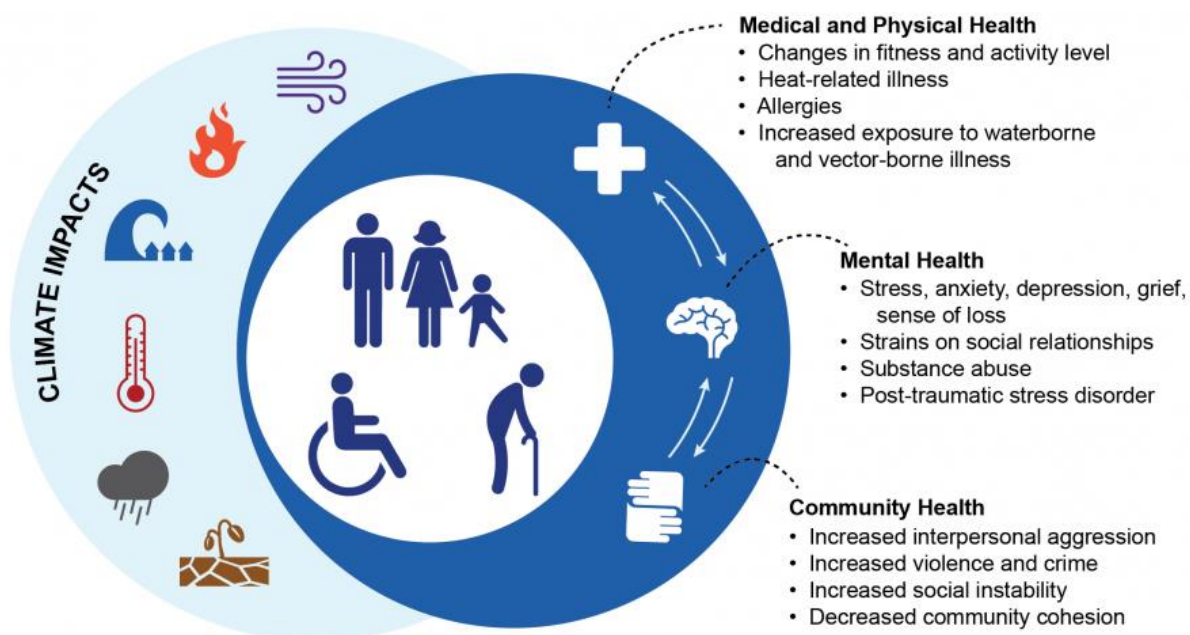 CLIMATE IMPACTS
Medical and Physical Health
• Changes in fitness and activity level
• Heat-related illness
• Allergies
• Increased exposure to waterborne
and vector-borne illness
Mental Health
• Stress, anxiety, depression, grief,
sense of loss
• Strains on social relationships
• Substance abuse
• Post-traumatic stress disorder
Community Health
• Increased interpersonal aggression
• Increased violence and crime
• Increased social instability
• Decreased community cohesion